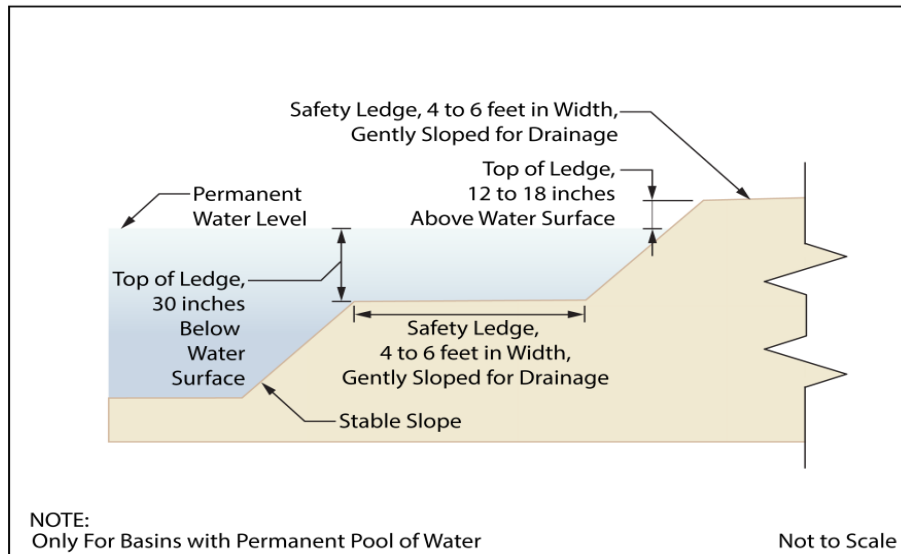 Safety Ledge, 4 to 6 feet in Width,
Gently Sloped for Drainage
Top of Ledge,
12 to 18 inches
Above Water Surface
Permanent
Water Level
Top of Ledge,
30 inches
Below
Water
Surface
Safety Ledge,
4 to 6 feet in Width,
Gently Sloped for Drainage
Stable Slope
NOTE:
Only For Basins with Permanent Pool of Water
Not to Scale